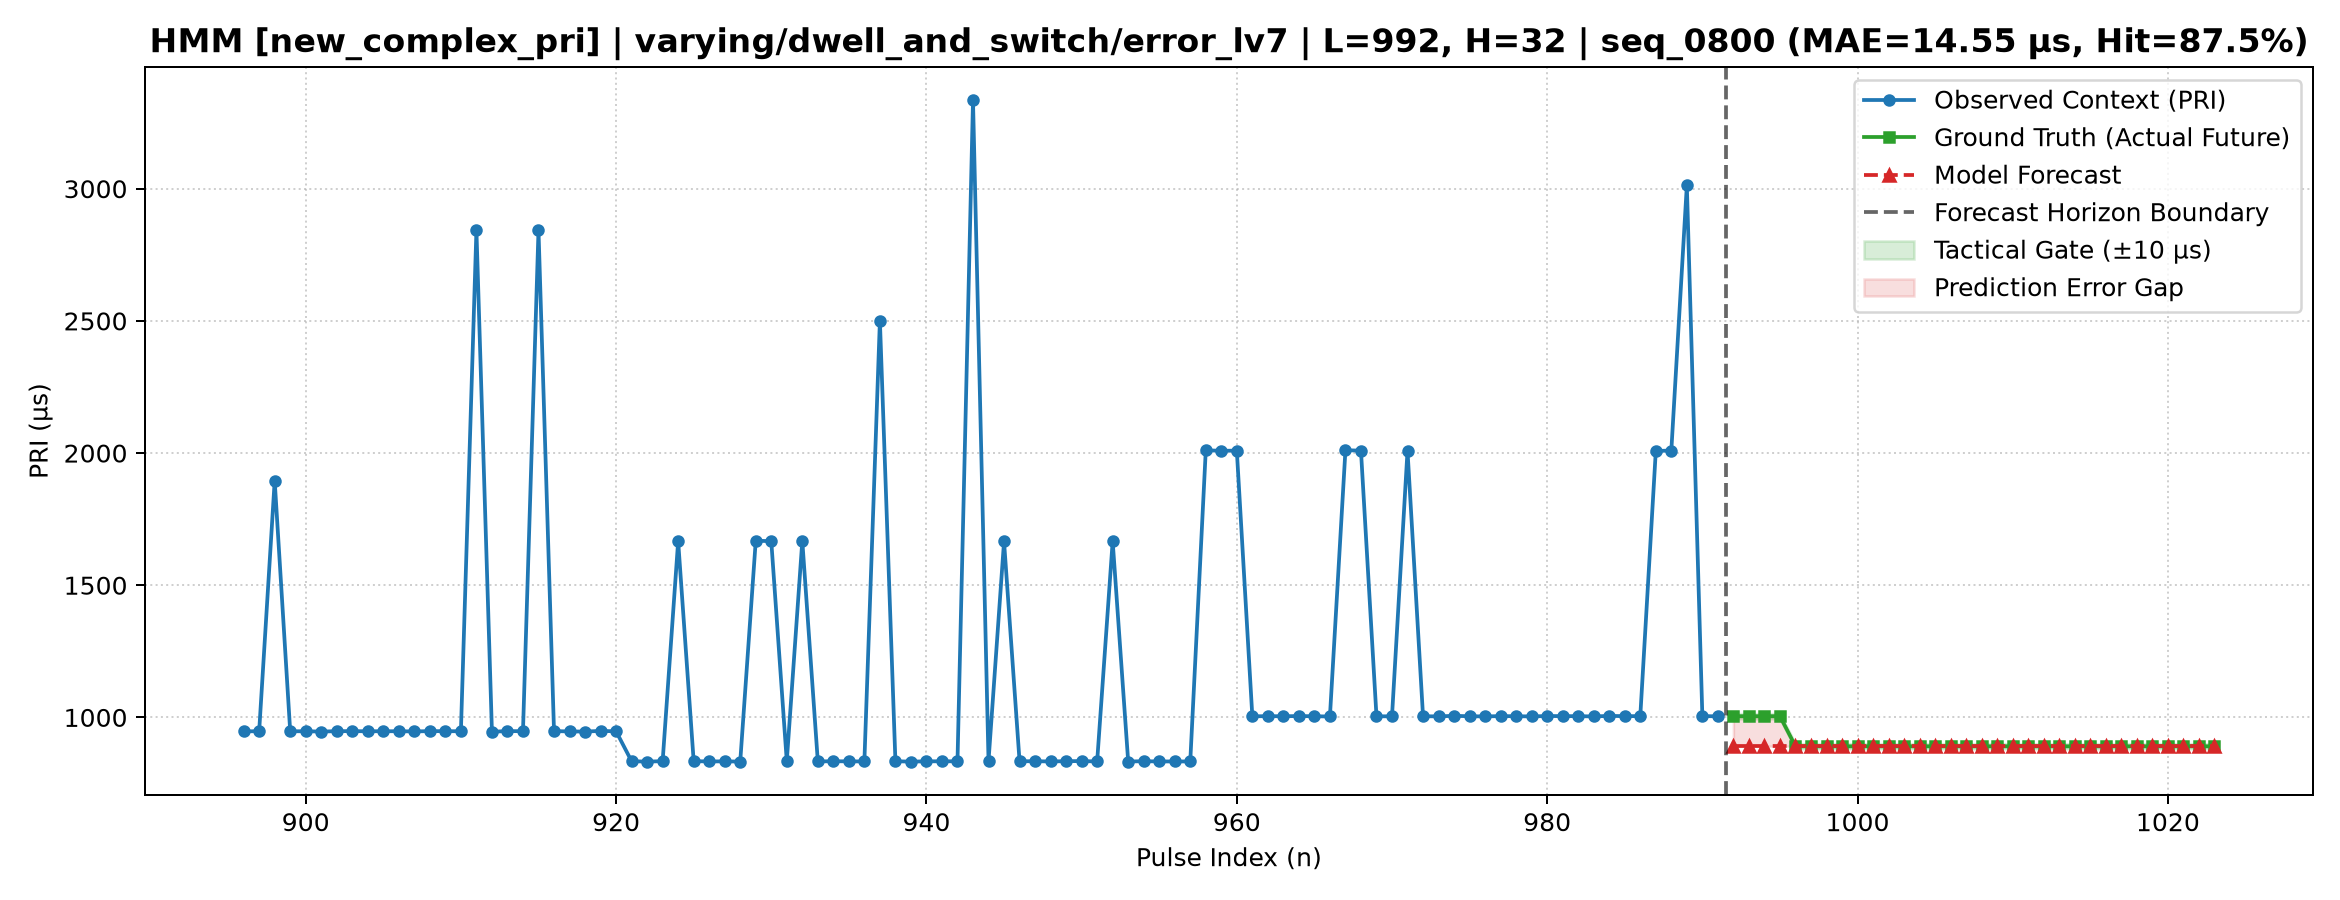 HMM [new_complex_pri] | varying/dwell_and_switch/error_lv7 | L=992, H=32 | seq_0800 (MAE=14.55 µs, Hit=87.5%)
Observed Context (PRI)
Ground Truth (Actual Future)
Model Forecast
Forecast Horizon Boundary
Tactical Gate (±10 µs)
Prediction Error Gap
PRI (µs)
3000
2500
2000
1500
1000
900
920
940
960
980
1000
1020
Pulse Index (n)